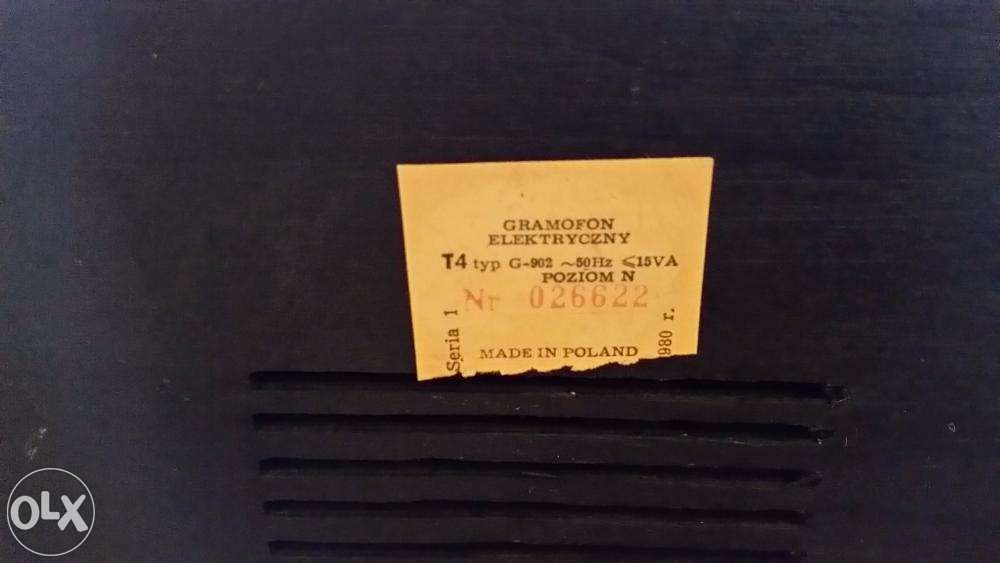 GRAMOFON
ELEKTRYCZNY
T4 typ G-902 ~50Hz ⩽15VA
POZIOM N
Nr 026622
Seria 1
980 r.
MADE IN POLAND
OLX